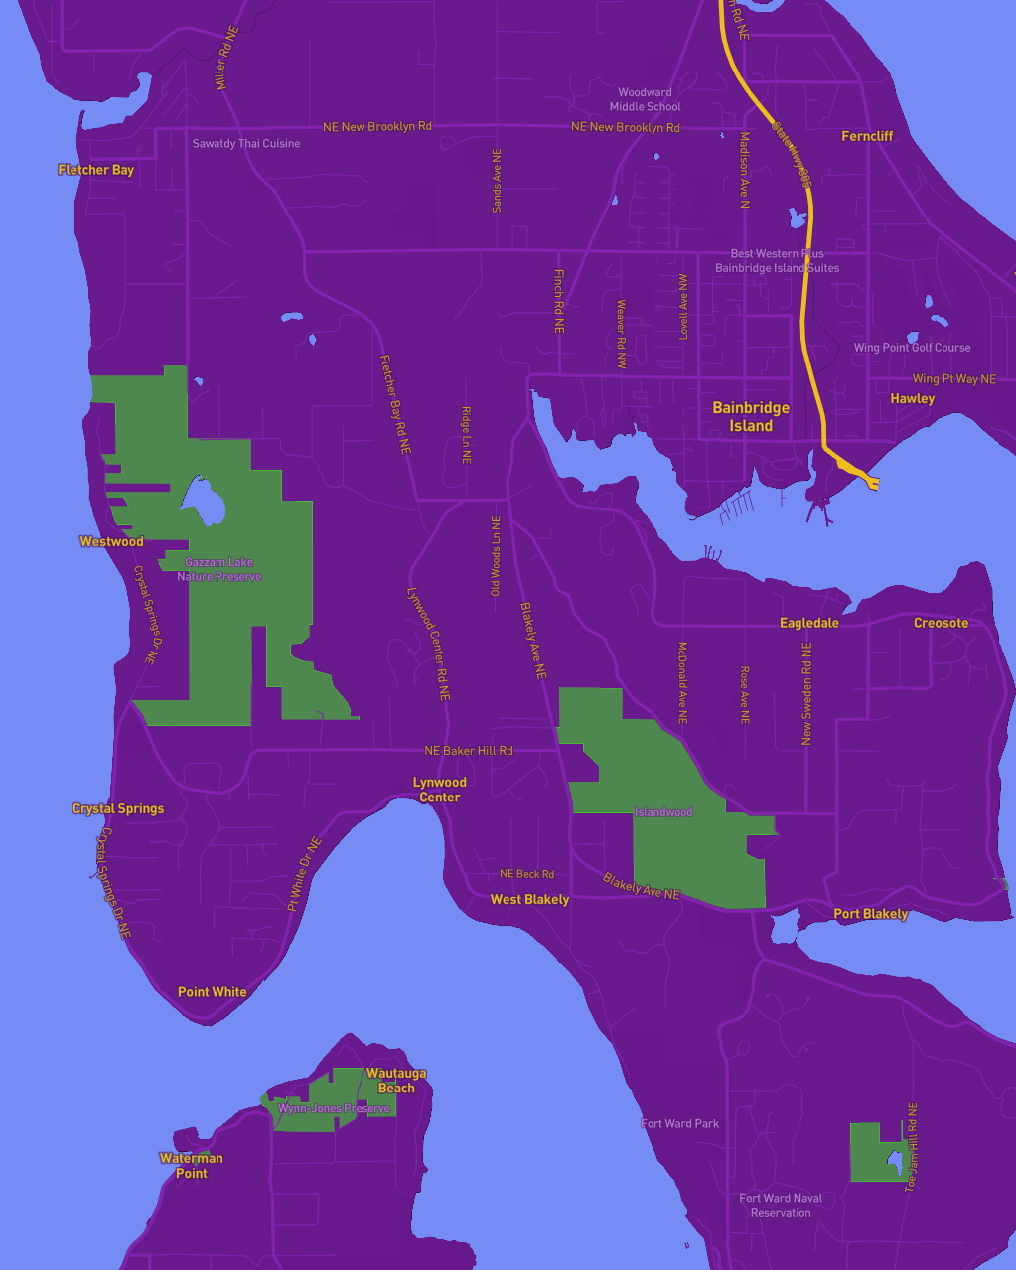 Miller Rd NE
n Rd NE
Woodward
Middle School
NE New Brooklyn Rd
NE New Brooklyn Rd
State Hwy 305
Ferncliff
Sawatdy Thai Cuisine
Fletcher Bay
Sands Ave NE
Madison Ave N
Best Western Plus
Bainbridge Island Suites
Finch Rd NE
Weaver Rd NW
Lovell Ave NW
Wing Point Golf Course
Wing Pt Way NE
Hawley
Fletcher Bay Rd NE
Ridge Ln NE
Bainbridge
Island
Westwood
Gazzam Lake
Nature Preserve
Crystal Springs Dr NE
Old Woods Ln NE
Lynwood Center Rd NE
Blakely Ave NE
Eagledale
Creosote
McDonald Ave NE
Rose Ave NE
New Sweden Rd NE
NE Baker Hill Rd
Lynwood
Center
Crystal Springs
Islandwood
Crystal Springs Dr NE
Pt White Dr NE
NE Beck Rd
Blakely Ave NE
West Blakely
Port Blakely
Point White
Wautauga
Beach
Wynn-Jones Preserve
Fort Ward Park
Toe Jam Hill Rd NE
Waterman
Point
Fort Ward Naval
Reservation